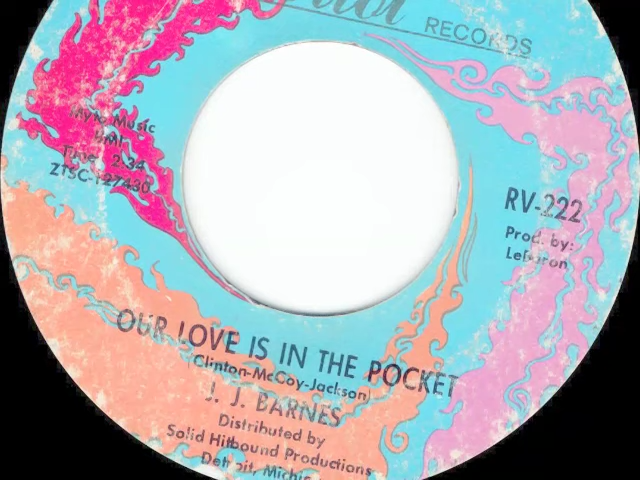 RECORDS
Myto Music
BMI
Time 2:34
ZTSC-127430
RV-222
Prod. by:
LeBaron
OUR LOVE IS IN THE POCKET
(Clinton-McCoy-Jackson)
J. J. BARNES
Distributed by
Solid Hitbound Productions
Detroit,